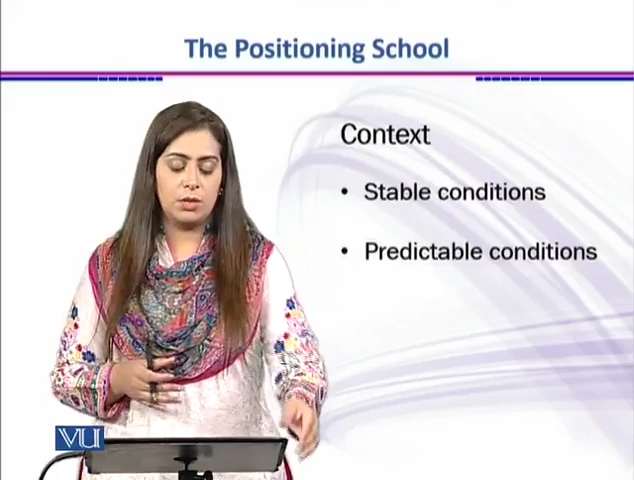 The Positioning School
Context
• Stable conditions
• Predictable conditions
VU